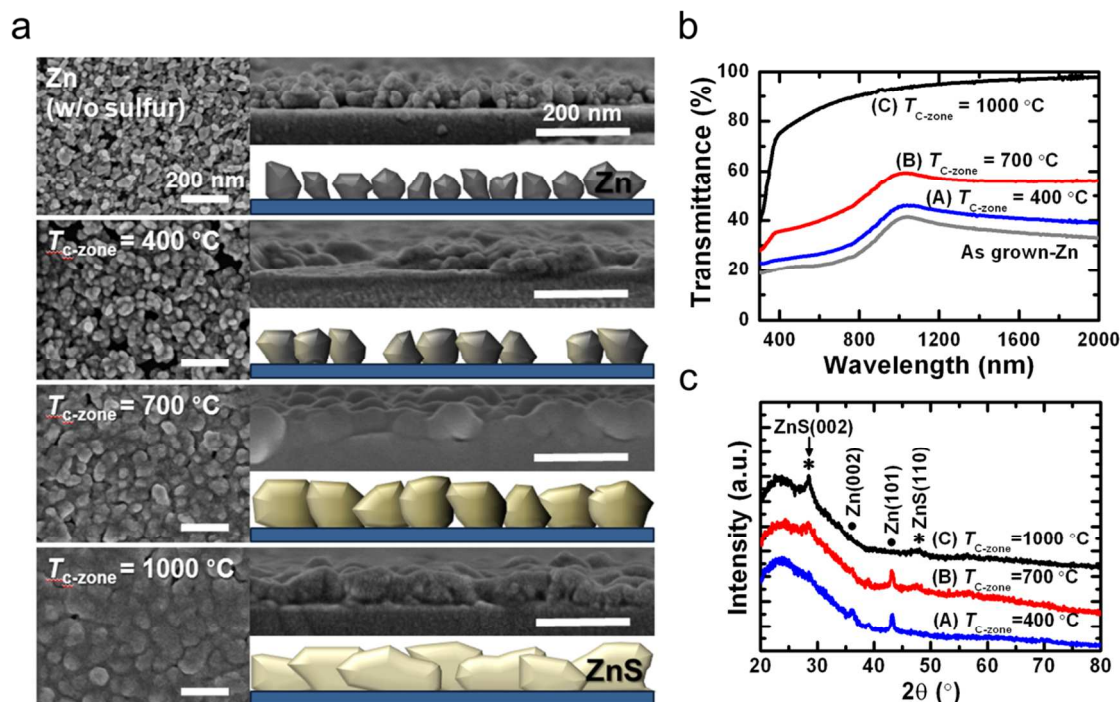 a
Zn
(w/o sulfur)
200 nm
200 nm
Zn
Tc-zone = 400 °C
Tc-zone = 700 °C
Tc-zone = 1000 °C
ZnS
b
Transmittance (%)
100
80
60
40
20
0
(C) TC-zone = 1000 °C
(B) TC-zone = 700 °C
(A) TC-zone = 400 °C
As grown-Zn
400 800 1200 1600 2000
Wavelength (nm)
c
Intensity (a.u.)
ZnS(002)
*
Zn(002)
Zn(101)
ZnS(110)
*
(C) TC-zone =1000 °C
(B) TC-zone =700 °C
(A) TC-zone =400 °C
20 30 40 50 60 70 80
2θ (°)